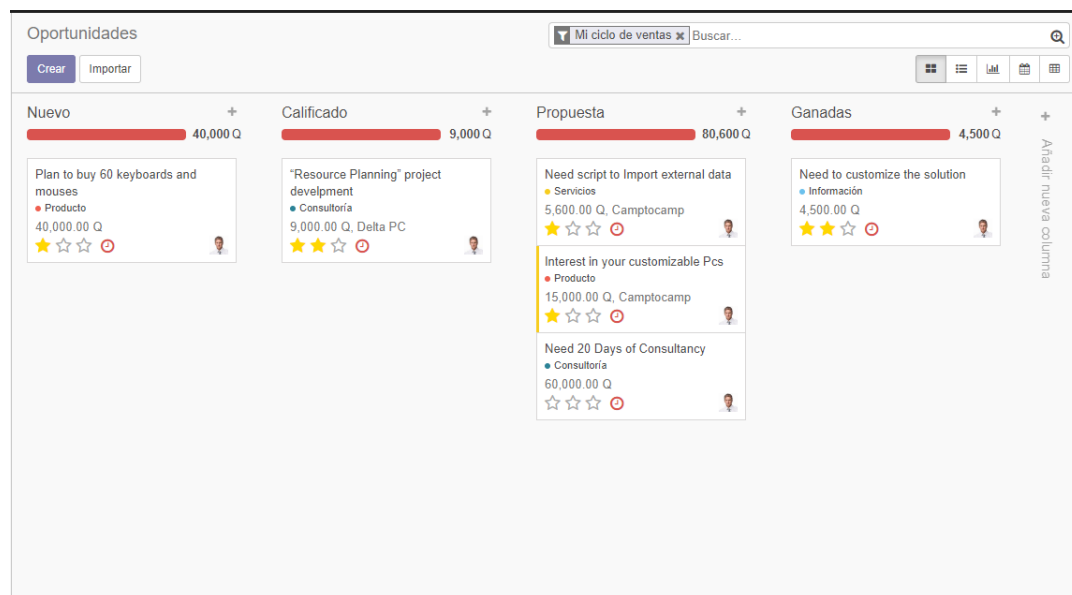 Oportunidades
Mi ciclo de ventas
Buscar...
Crear
Importar
Nuevo
40,000 Q
Plan to buy 60 keyboards and
mouses
Producto
40,000.00 Q
Calificado
9,000 Q
“Resource Planning” project
develpment
Consultoría
9,000.00 Q, Delta PC
Propuesta
80,600 Q
Need script to Import external data
Servicios
5,600.00 Q, Camptocamp
Interest in your customizable Pcs
Producto
15,000.00 Q, Camptocamp
Need 20 Days of Consultancy
Consultoría
60,000.00 Q
Ganadas
4,500 Q
Need to customize the solution
Información
4,500.00 Q
Añadir nueva columna